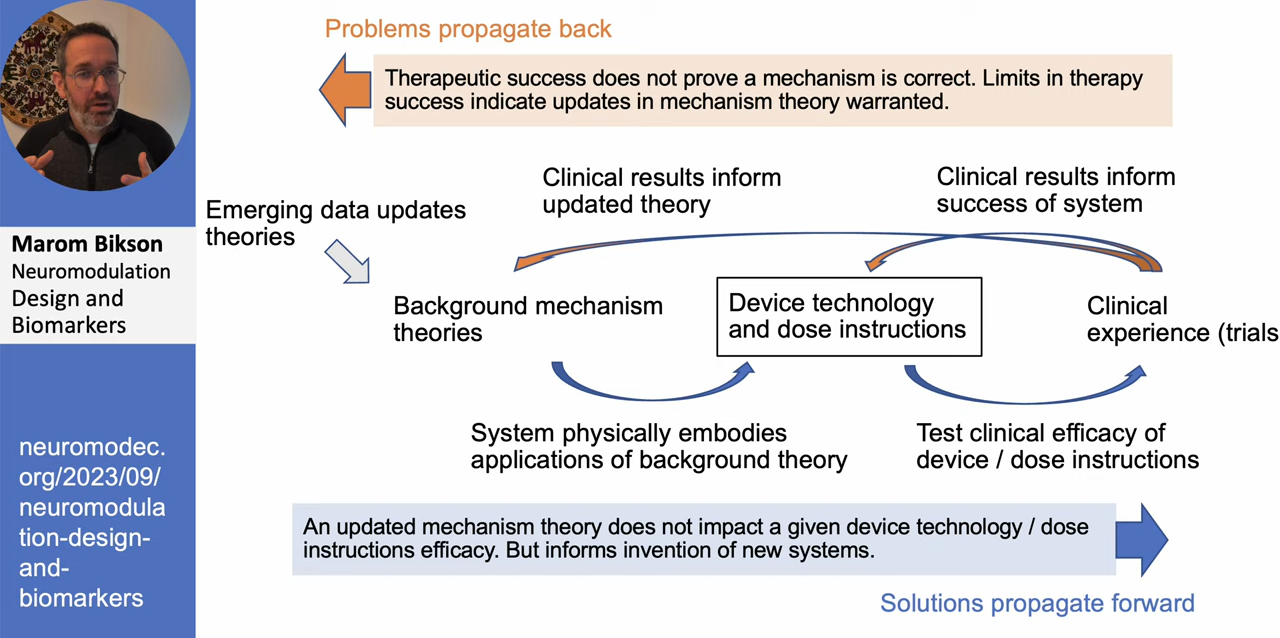 Problems propagate back
Therapeutic success does not prove a mechanism is correct. Limits in therapy
success indicate updates in mechanism theory warranted.
Clinical results inform
updated theory
Clinical results inform
success of system
Emerging data updates
theories
Marom Bikson
Neuromodulation
Design and
Biomarkers
Background mechanism
theories
Device technology
and dose instructions
Clinical
experience (trials
System physically embodies
applications of background theory
Test clinical efficacy of
device / dose instructions
neuromodec.
org/2023/09/
neuromodula
tion-design-
and-
biomarkers
An updated mechanism theory does not impact a given device technology / dose
instructions efficacy. But informs invention of new systems.
Solutions propagate forward